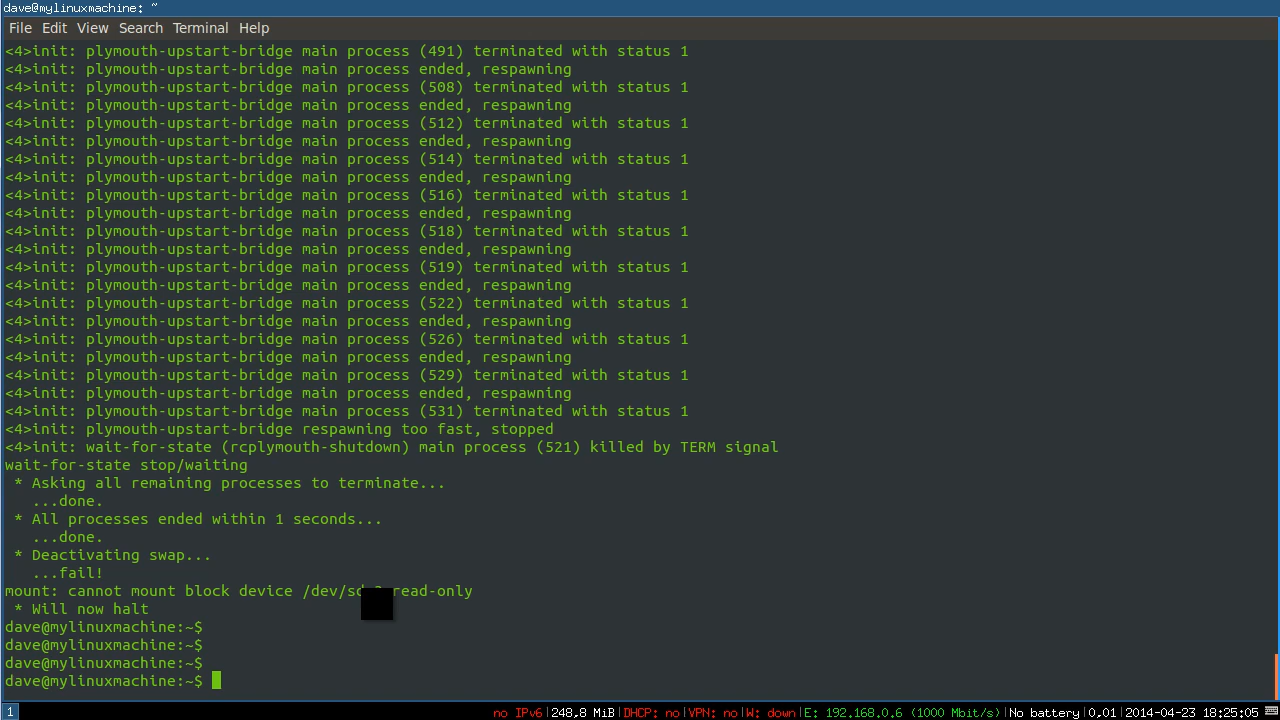 dave@mylinuxmachine: ~
File Edit View Search Terminal Help
<4>init: plymouth-upstart-bridge main process (491) terminated with status 1
<4>init: plymouth-upstart-bridge main process ended, respawning
<4>init: plymouth-upstart-bridge main process (508) terminated with status 1
<4>init: plymouth-upstart-bridge main process ended, respawning
<4>init: plymouth-upstart-bridge main process (512) terminated with status 1
<4>init: plymouth-upstart-bridge main process ended, respawning
<4>init: plymouth-upstart-bridge main process (514) terminated with status 1
<4>init: plymouth-upstart-bridge main process ended, respawning
<4>init: plymouth-upstart-bridge main process (516) terminated with status 1
<4>init: plymouth-upstart-bridge main process ended, respawning
<4>init: plymouth-upstart-bridge main process (518) terminated with status 1
<4>init: plymouth-upstart-bridge main process ended, respawning
<4>init: plymouth-upstart-bridge main process (519) terminated with status 1
<4>init: plymouth-upstart-bridge main process ended, respawning
<4>init: plymouth-upstart-bridge main process (522) terminated with status 1
<4>init: plymouth-upstart-bridge main process ended, respawning
<4>init: plymouth-upstart-bridge main process (526) terminated with status 1
<4>init: plymouth-upstart-bridge main process ended, respawning
<4>init: plymouth-upstart-bridge main process (529) terminated with status 1
<4>init: plymouth-upstart-bridge main process ended, respawning
<4>init: plymouth-upstart-bridge main process (531) terminated with status 1
<4>init: plymouth-upstart-bridge respawning too fast, stopped
<4>init: wait-for-state (rcplymouth-shutdown) main process (521) killed by TERM signal
wait-for-state stop/waiting
 * Asking all remaining processes to terminate...
   ...done.
 * All processes ended within 1 seconds...
   ...done.
 * Deactivating swap...
   ...fail!
mount: cannot mount block device read-only
 * Will now halt
dave@mylinuxmachine:~$
dave@mylinuxmachine:~$
dave@mylinuxmachine:~$
dave@mylinuxmachine:~$
1 no IPv6|248,8 MiB|DHCP: no|VPN: no|W: down|E: 192.168.0.6 (1000 Mbit/s)|No battery|0,01|2014-04-23 18:25:05